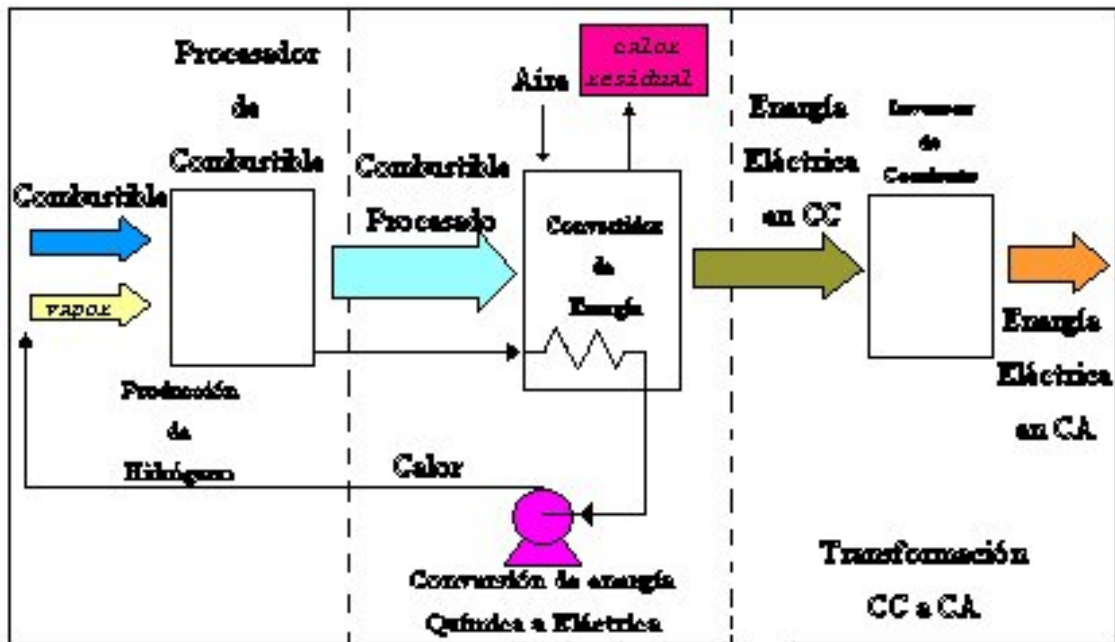 Procesador
de
Combustible
Combustible
vapor
Producción
de
Hidrógeno
Combustible
Procesado
Aire
calor
residual
Convertidor
de
Energía
Calor
Conversión de energía
Química a Eléctrica
Energía
Eléctrica
en CC
Inversor
de
Corriente
Energía
Eléctrica
en CA
Transformación
CC a CA